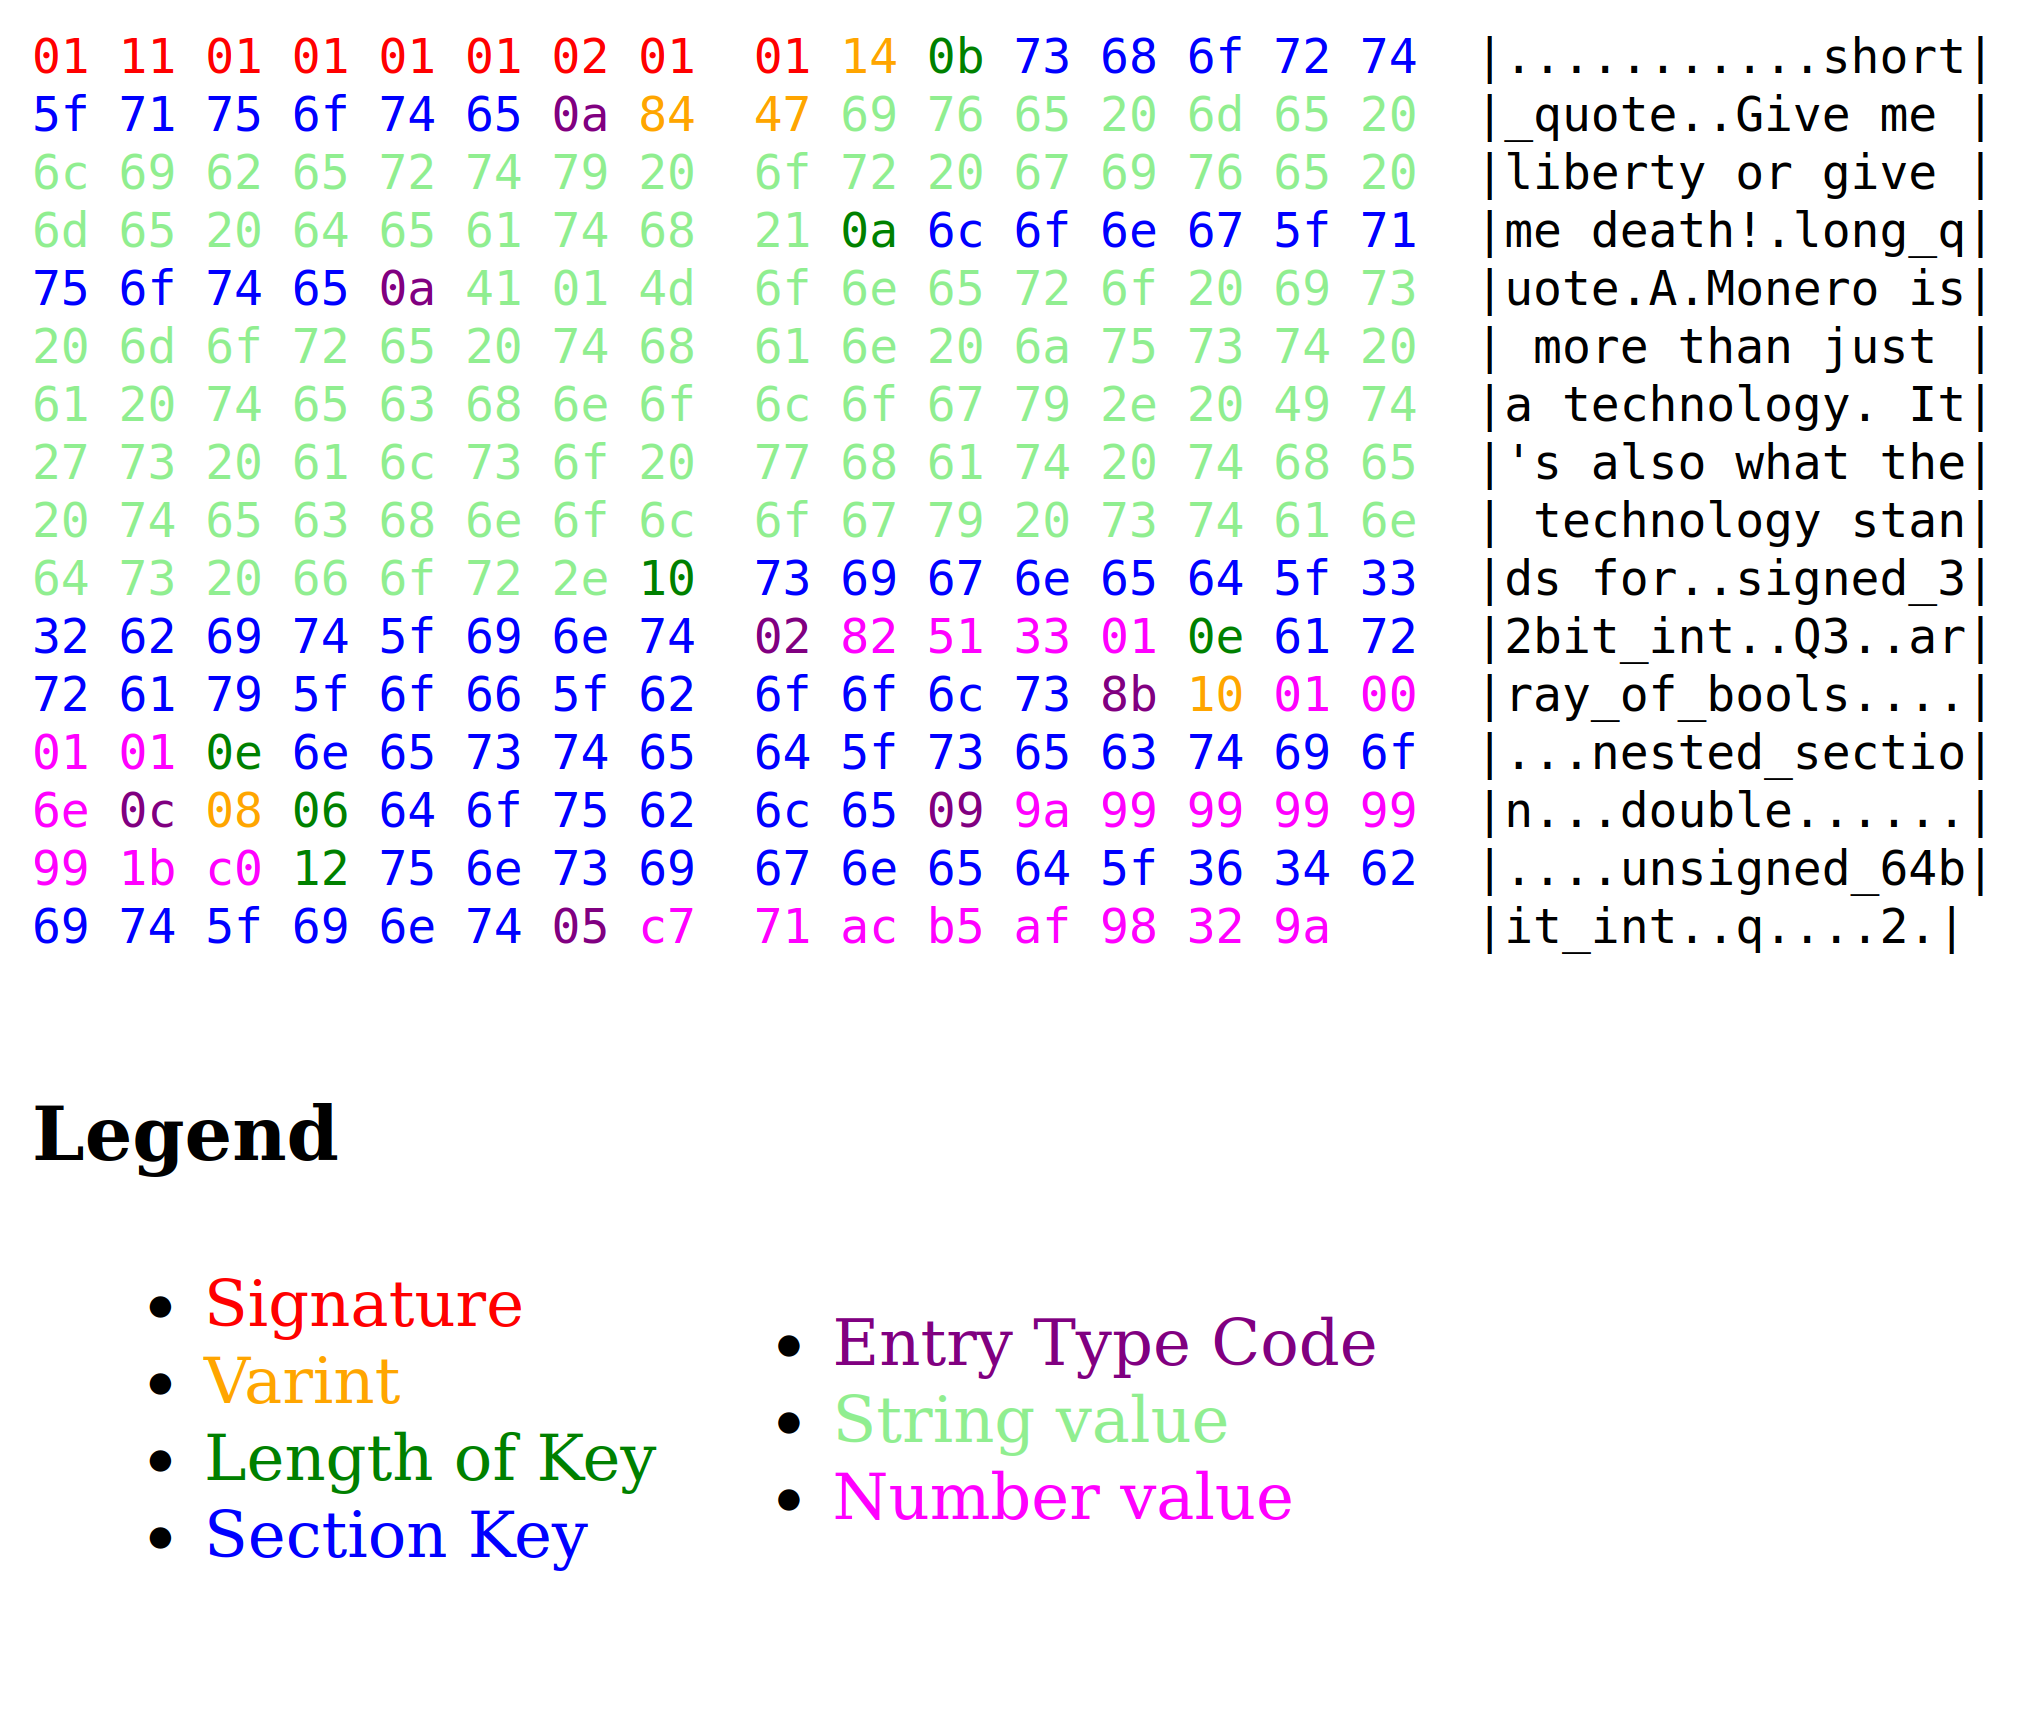 01 11 01 01 01 01 02 01  01 14 0b 73 68 6f 72 74  |...........short|
5f 71 75 6f 74 65 0a 84  47 69 76 65 20 6d 65 20  |_quote..Give me |
6c 69 62 65 72 74 79 20  6f 72 20 67 69 76 65 20  |liberty or give |
6d 65 20 64 65 61 74 68  21 0a 6c 6f 6e 67 5f 71  |me death!.long_q|
75 6f 74 65 0a 41 01 4d  6f 6e 65 72 6f 20 69 73  |uote.A.Monero is|
20 6d 6f 72 65 20 74 68  61 6e 20 6a 75 73 74 20  | more than just |
61 20 74 65 63 68 6e 6f  6c 6f 67 79 2e 20 49 74  |a technology. It|
27 73 20 61 6c 73 6f 20  77 68 61 74 20 74 68 65  |'s also what the|
20 74 65 63 68 6e 6f 6c  6f 67 79 20 73 74 61 6e  | technology stan|
64 73 20 66 6f 72 2e 10  73 69 67 6e 65 64 5f 33  |ds for..signed_3|
32 62 69 74 5f 69 6e 74  02 82 51 33 01 0e 61 72  |2bit_int..Q3..ar|
72 61 79 5f 6f 66 5f 62  6f 6f 6c 73 8b 10 01 00  |ray_of_bools....|
01 01 0e 6e 65 73 74 65  64 5f 73 65 63 74 69 6f  |...nested_sectio|
6e 0c 08 06 64 6f 75 62  6c 65 09 9a 99 99 99 99  |n...double......|
99 1b c0 12 75 6e 73 69  67 6e 65 64 5f 36 34 62  |....unsigned_64b|
69 74 5f 69 6e 74 05 c7  71 ac b5 af 98 32 9a  |it_int..q....2.|
Legend
• Signature
• Varint
• Length of Key
• Section Key
• Entry Type Code
• String value
• Number value